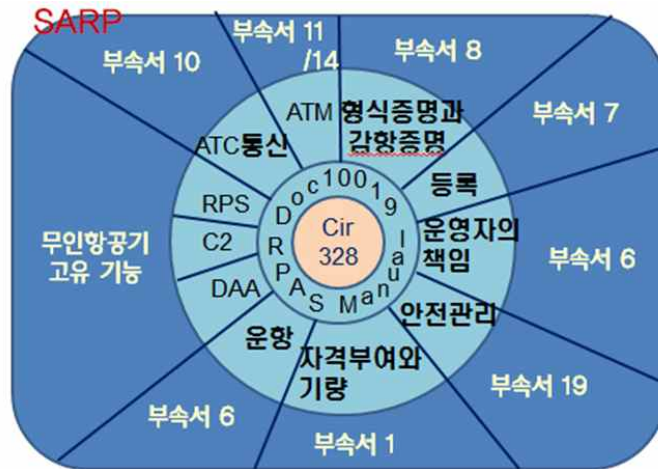 SARP
부속서 11
/14
부속서 8
부속서 10
부속서 7
ATM
형식증명과
감항증명
ATC통신
등록
RPS
C2
DAA
무인항공기
고유 기능
Doc10019
RPAS Manual
Cir
328
운영자의
책임
부속서 6
안전관리
운항
자격부여와
기량
부속서 19
부속서 6
부속서 1